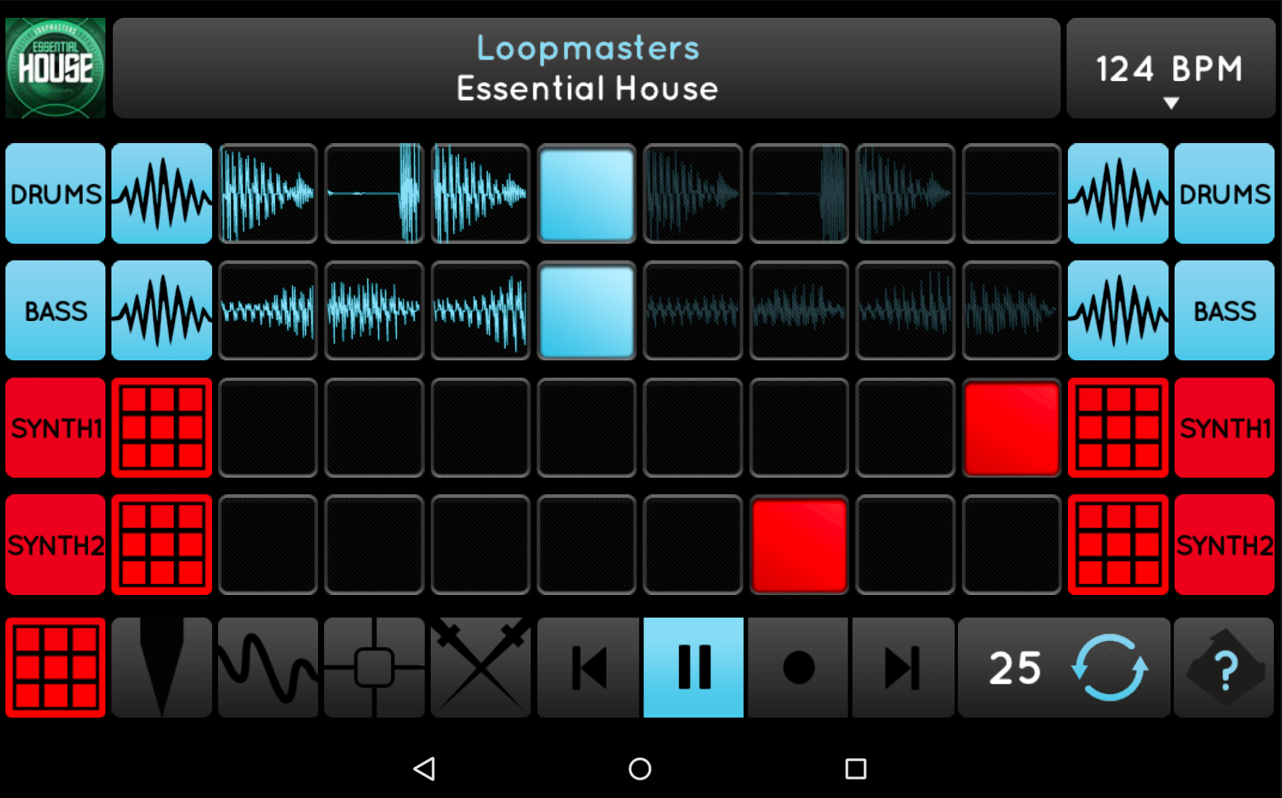 LOOPMASTERS
ESSENTIAL
HOUSE
Loopmasters
Essential House
124 BPM
DRUMS
DRUMS
BASS
BASS
SYNTH1
SYNTH1
SYNTH2
SYNTH2
25
?